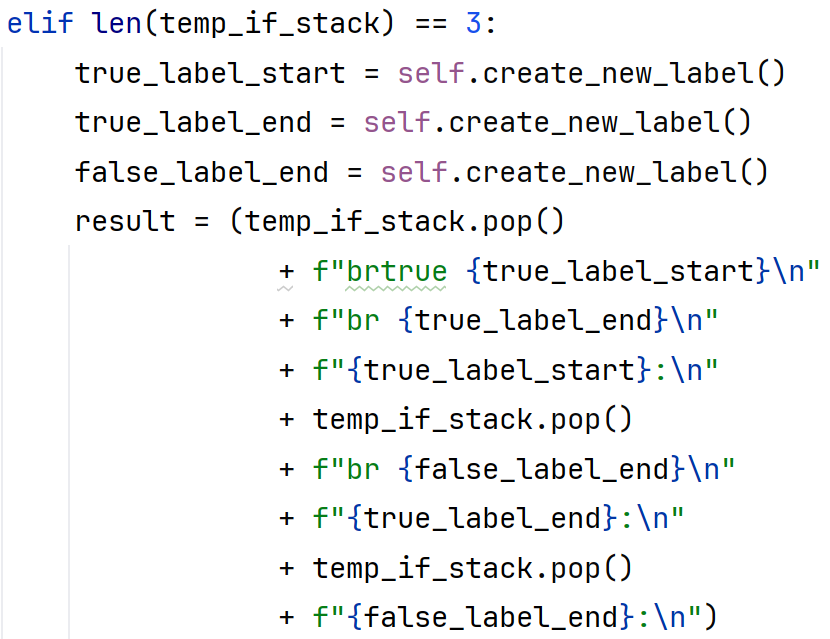 elif len(temp_if_stack) == 3:
    true_label_start = self.create_new_label()
    true_label_end = self.create_new_label()
    false_label_end = self.create_new_label()
    result = (temp_if_stack.pop()
                + f"brtrue {true_label_start}\n"
                + f"br {true_label_end}\n"
                + f"{true_label_start}:\n"
                + temp_if_stack.pop()
                + f"br {false_label_end}\n"
                + f"{true_label_end}:\n"
                + temp_if_stack.pop()
                + f"{false_label_end}:\n")